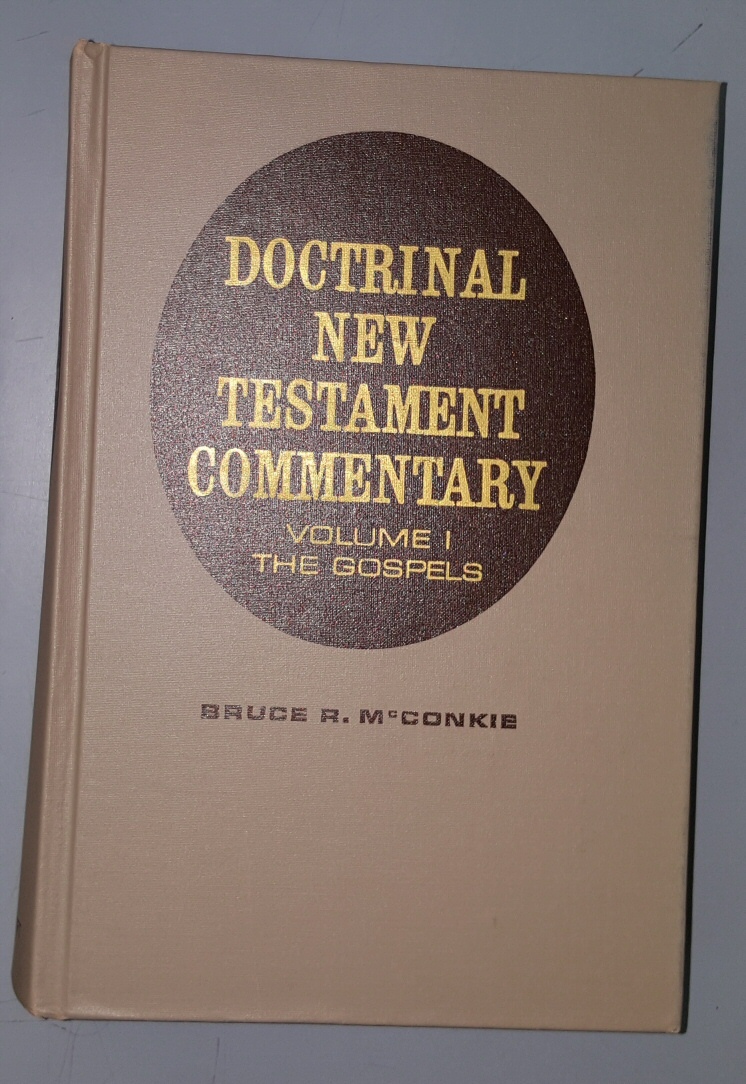 DOCTRINAL
NEW
TESTAMENT
COMMENTARY
VOLUME I
THE GOSPELS
BRUCE R. McCONKIE